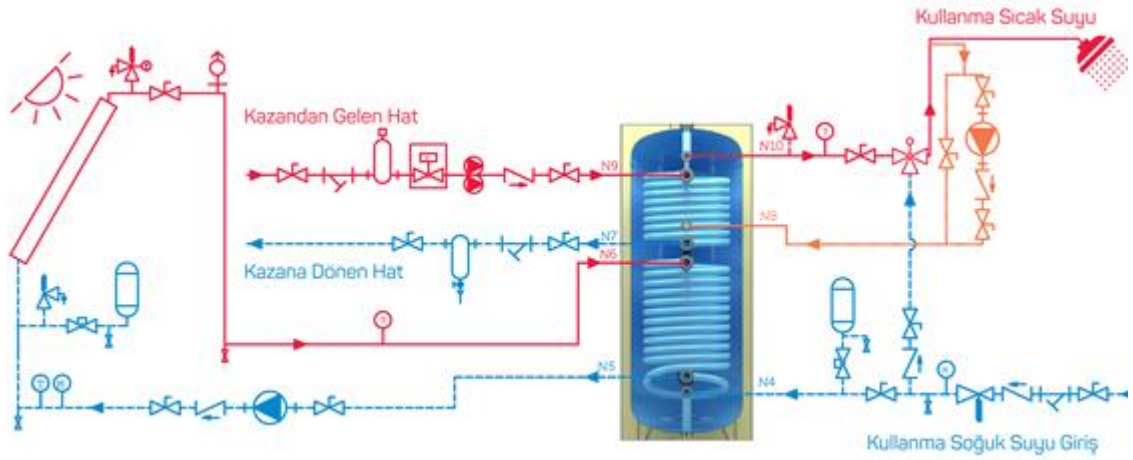 Kullanma Sıcak Suyu
Kazandan Gelen Hat
N10
N9
N8
N7
Kazana Dönen Hat
N6
T
N5
N4
Kullanma Soğuk Suyu Giriş